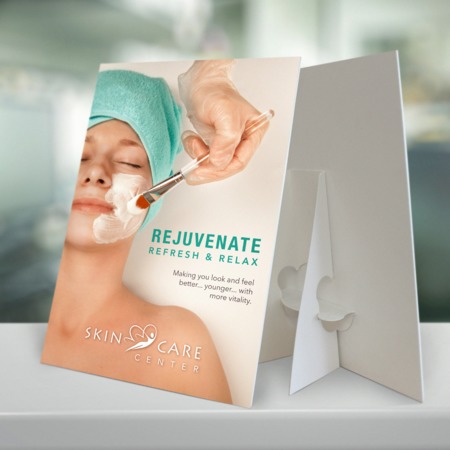 REJUVENATE
REFRESH & RELAX
Making you look and feel
better... younger... with
more vitality.
SKIN CARE
CENTER